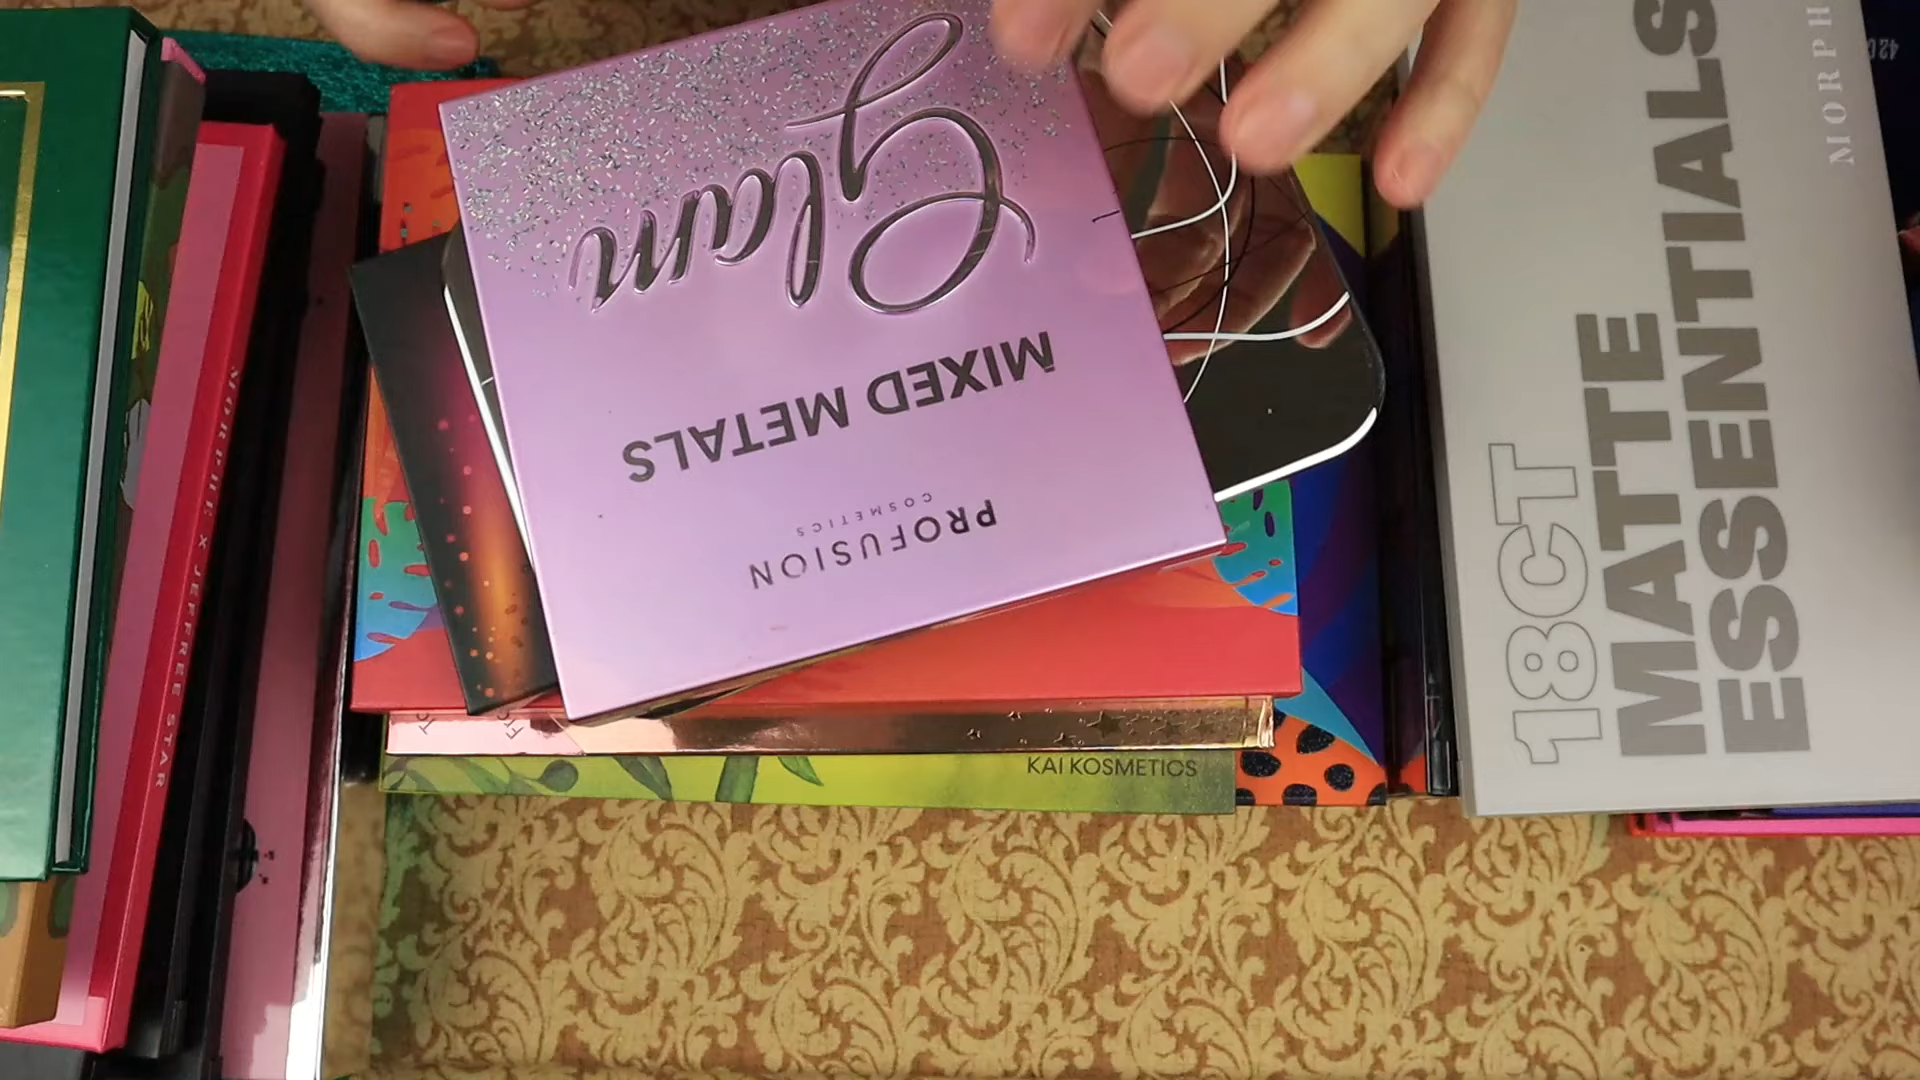 PROFUSION
COSMETICS
MIXED METALS
Glam
KAI KOSMETICS
MORPHE X JEFFREE STAR
18CT
MATTE
ESSENTIALS
MORPH